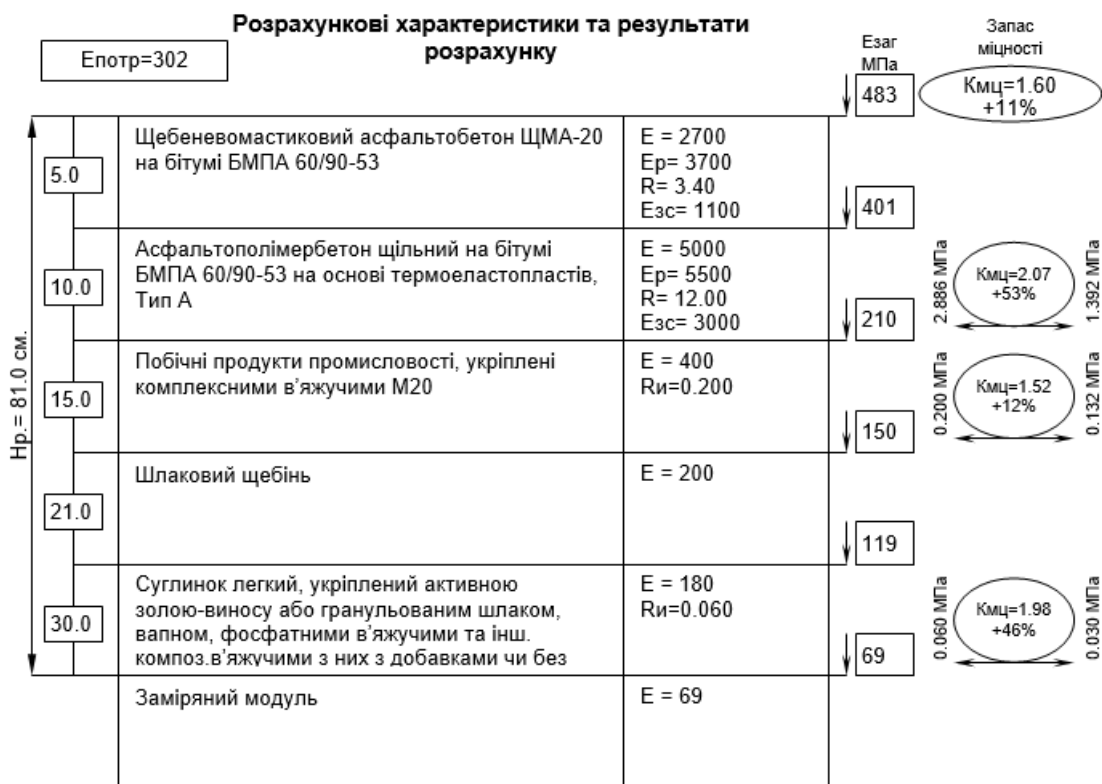 Розрахункові характеристики та результати
розрахунку
Епотр=302
Езаг
МПа
Запас
міцності
483
Кмц=1.60
+11%
Нр.= 81.0 см.
5.0
Щебеневомастиковий асфальтобетон ЩМА-20
на бітумі БМПА 60/90-53
E = 2700
Ер= 3700
R= 3.40
Езс= 1100
401
10.0
Асфальтополімербетон щільний на бітумі
БМПА 60/90-53 на основі термоеластопластів,
Тип А
E = 5000
Ер= 5500
R= 12.00
Езс= 3000
210
2.886 МПа
Кмц=2.07
+53%
1.392 МПа
15.0
Побічні продукти промисловості, укріплені
комплексними в’яжучими М20
E = 400
Rи=0.200
150
0.200 МПа
Кмц=1.52
+12%
0.132 МПа
21.0
Шлаковий щебінь
E = 200
119
30.0
Суглинок легкий, укріплений активною
золою-виносу або гранульованим шлаком,
вапном, фосфатними в’яжучими та інш.
композ.в’яжучими з них з добавками чи без
E = 180
Rи=0.060
69
0.060 МПа
Кмц=1.98
+46%
0.030 МПа
Заміряний модуль
E = 69